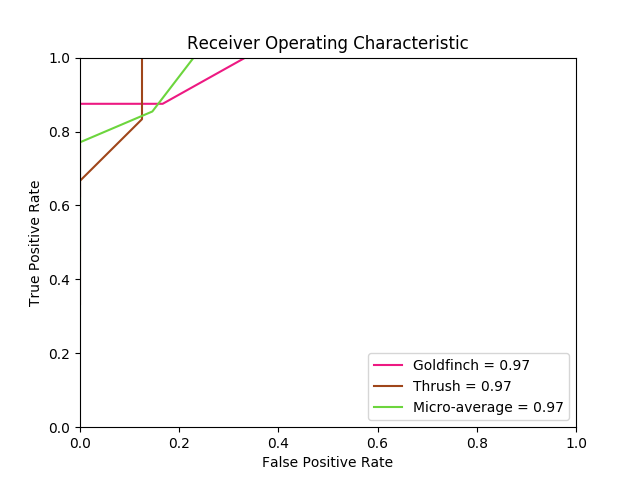 Receiver Operating Characteristic
1.0
0.8
0.6
0.4
0.2
0.0
True Positive Rate
Goldfinch = 0.97
Thrush = 0.97
Micro-average = 0.97
0.0 0.2 0.4 0.6 0.8 1.0
False Positive Rate